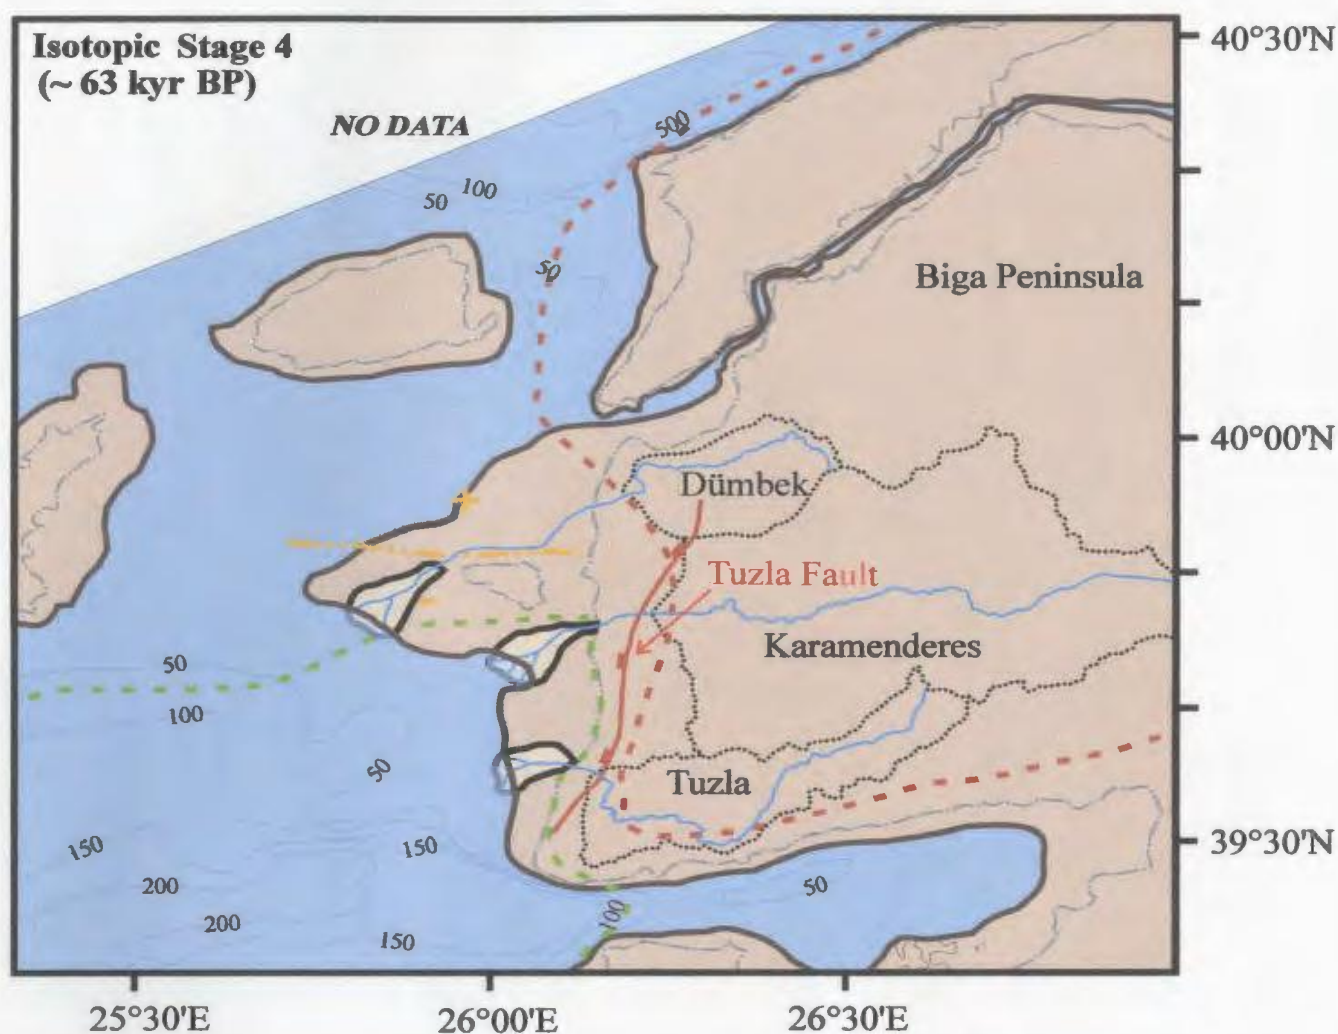 Isotopic Stage 4
(~ 63 kyr BP)
40°30'N
500
NO DATA
50
100
50
Biga Peninsula
40°00'N
Dümbek
Tuzla Fault
Karamenderes
50
100
50
Tuzla
150
150
39°30'N
200
50
200
100
150
25°30'E
26°00'E
26°30'E